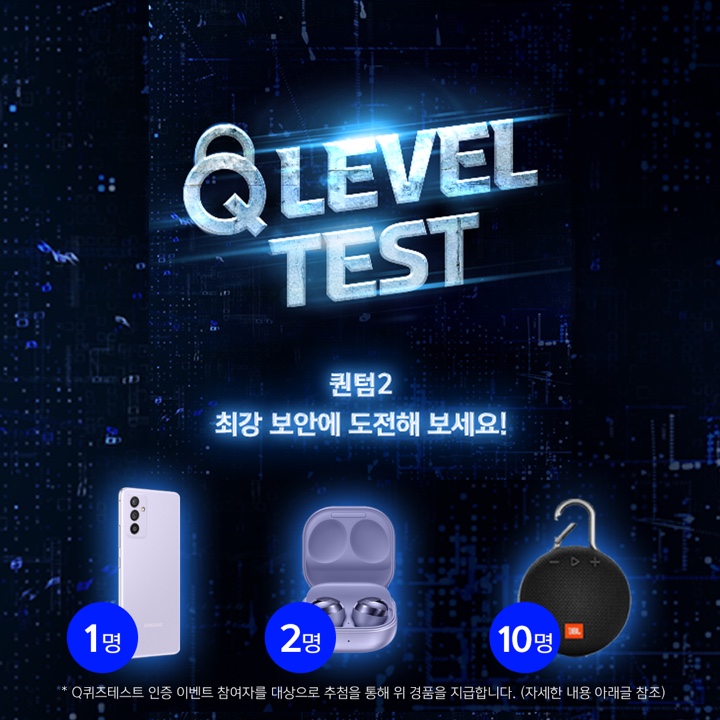 Q LEVEL
TEST
퀀텀2
최강 보안에 도전해 보세요!
1명
2명
10명
JBL
* Q퀴즈테스트 인증 이벤트 참여자를 대상으로 추첨을 통해 위 경품을 지급합니다. (자세한 내용 아래글 참조)